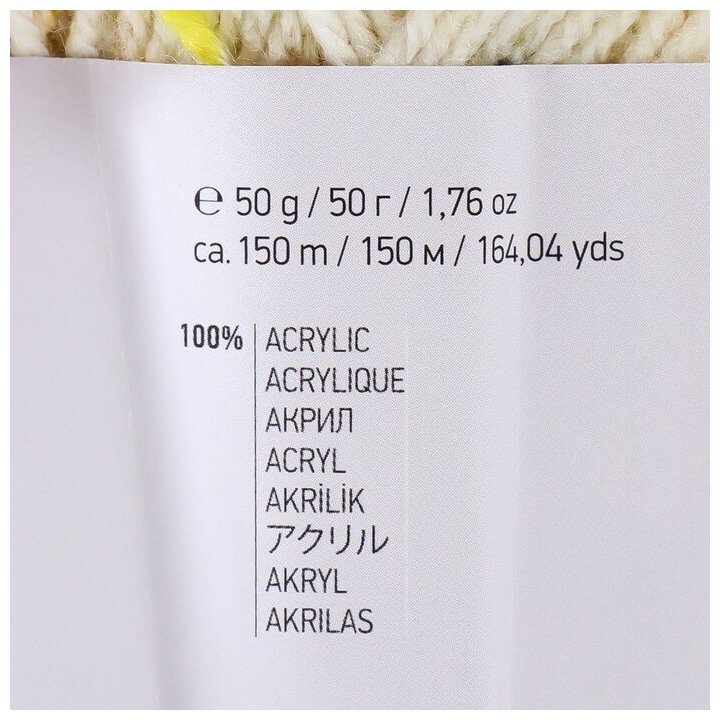 ℮ 50 g / 50 г / 1,76 oz
ca. 150 m / 150 м / 164,04 yds
100% ACRYLIC
ACRYLIQUE
АКРИЛ
ACRYL
AKRİLİK
アクリル
AKRYL
AKRILAS